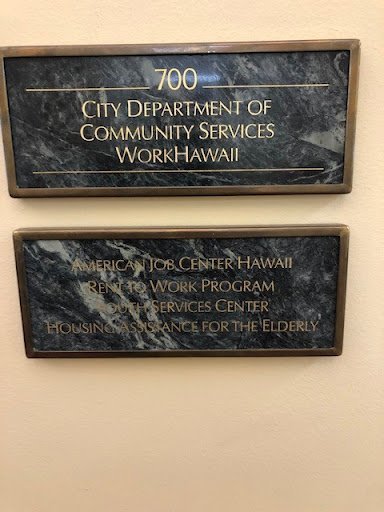 700
CITY DEPARTMENT OF
COMMUNITY SERVICES
WORKHAWAII
AMERICAN JOB CENTER HAWAII
RENT TO WORK PROGRAM
YOUTH SERVICES CENTER
HOUSING ASSISTANCE FOR THE ELDERLY